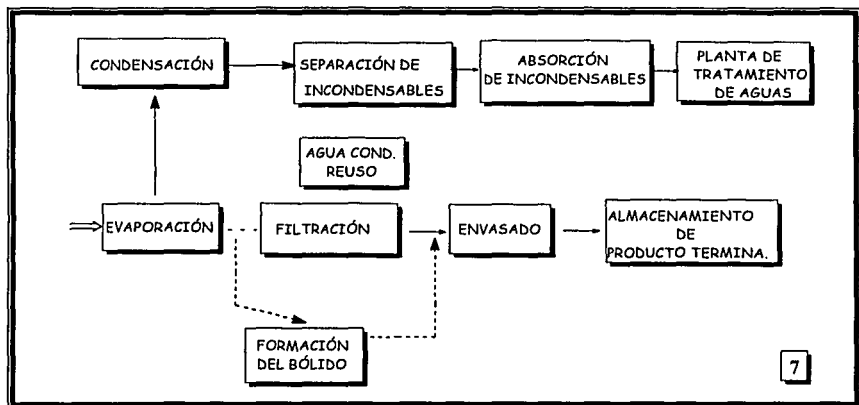 CONDENSACIÓN
SEPARACIÓN DE
INCONDENSABLES
ABSORCIÓN
DE INCONDENSABLES
PLANTA DE
TRATAMIENTO
DE AGUAS
AGUA COND.
REUSO
EVAPORACIÓN
FILTRACIÓN
ENVASADO
ALMACENAMIENTO
DE
PRODUCTO TERMINA.
FORMACIÓN
DEL BÓLIDO
7